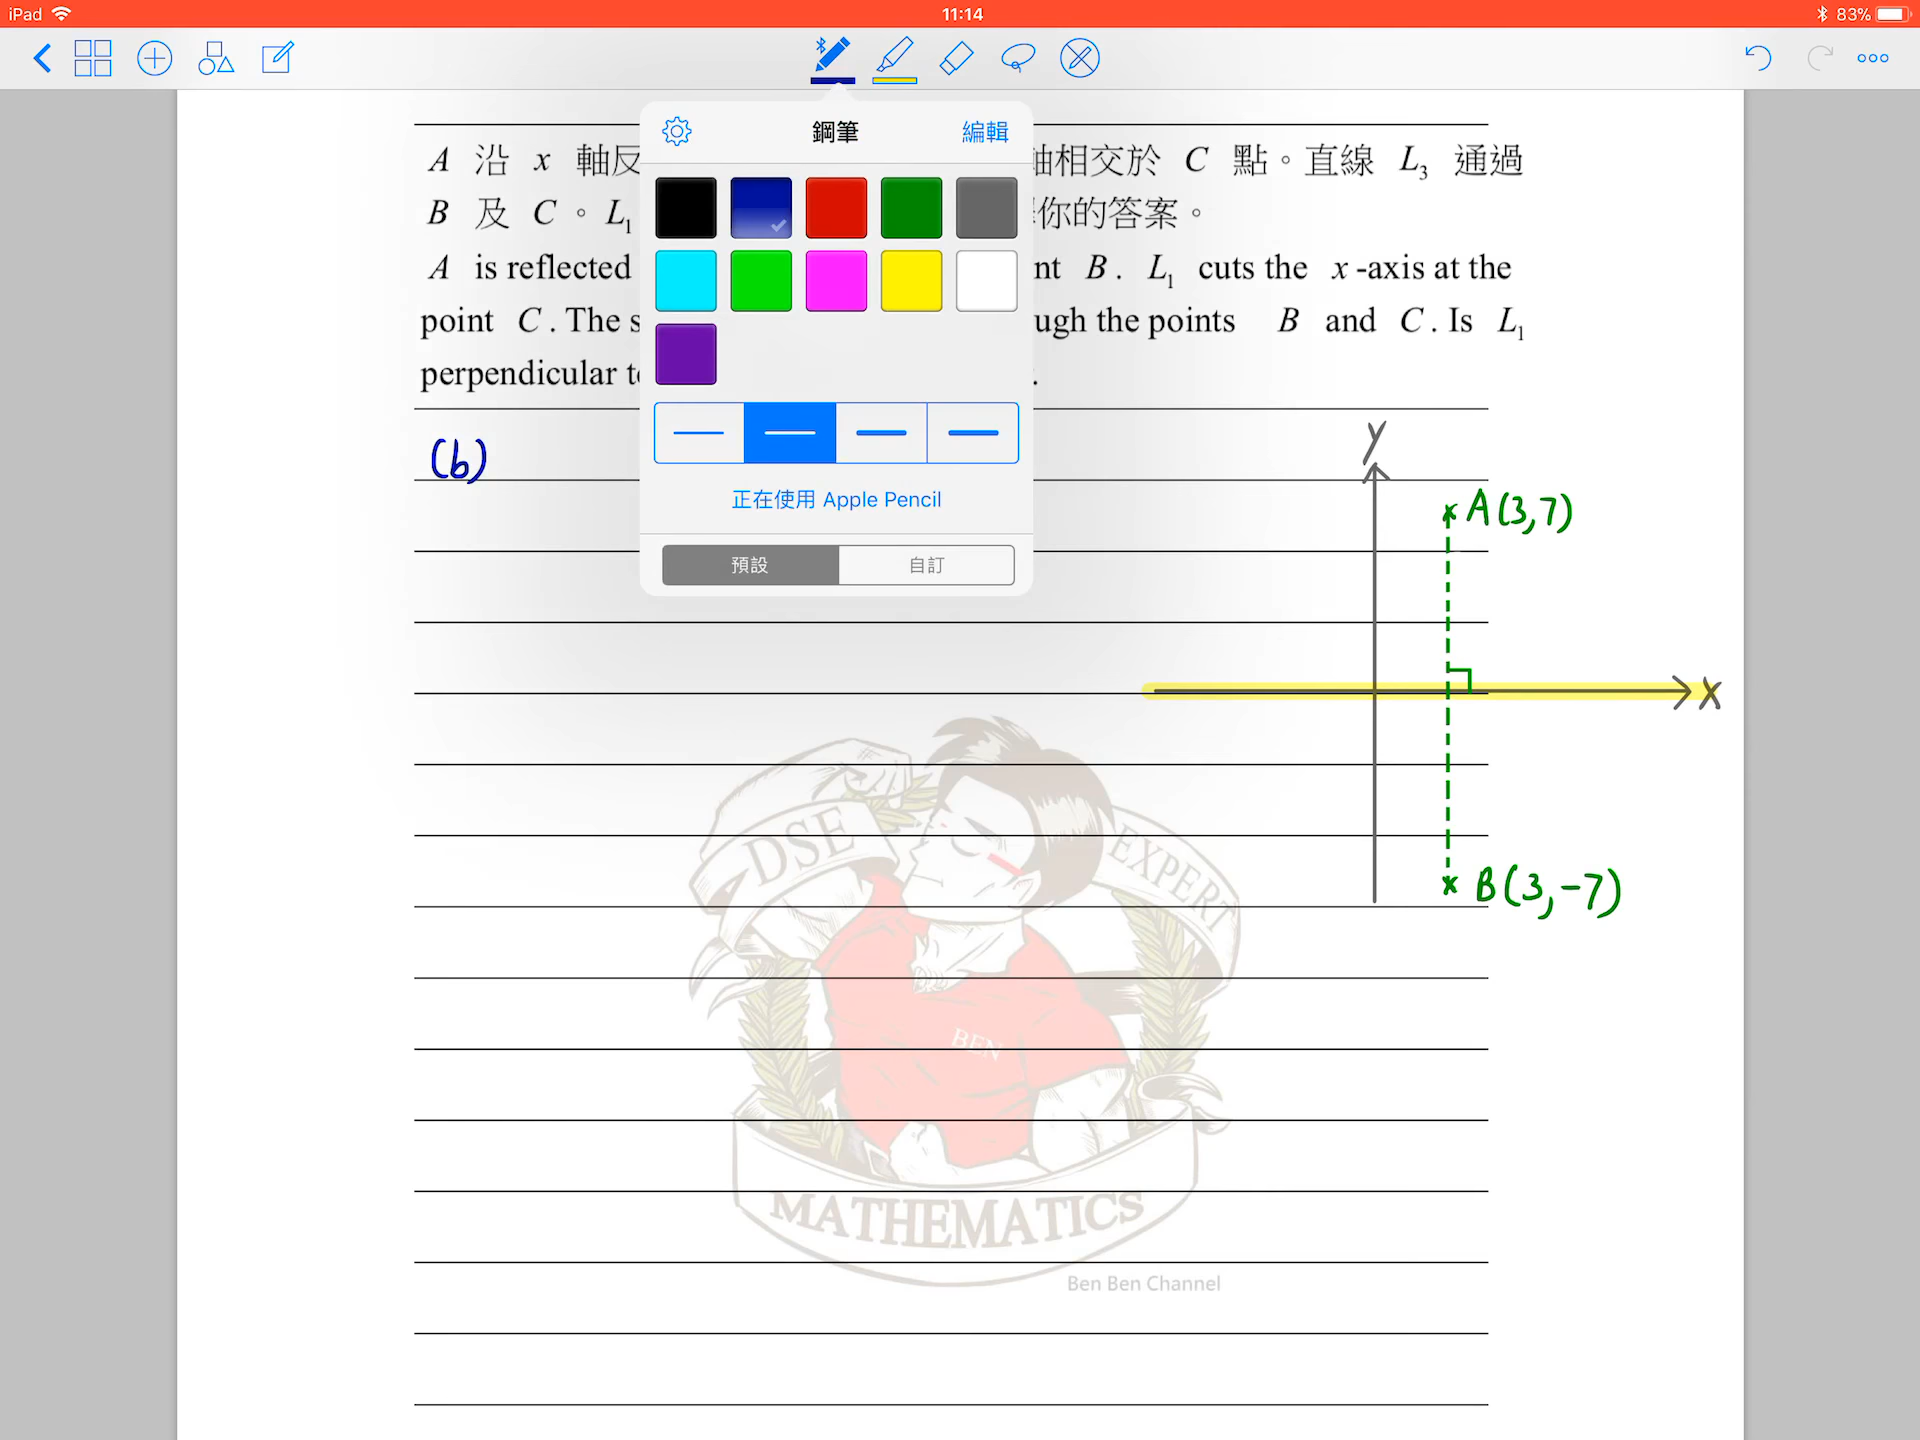 iPad 11:14 83%
鋼筆 編輯
正在使用 Apple Pencil
預設 自訂
A 沿 x 軸反 軸相交於 C 點。直線 L₃ 通過
B 及 C 。L₁ 你的答案。
A is reflected nt B. L₁ cuts the x-axis at the
point C. The s ugh the points B and C. Is L₁
perpendicular t .
(b)
y
A(3,7)
x
B(3,-7)
DSE EXPERT
BEN
MATHEMATICS
Ben Ben Channel